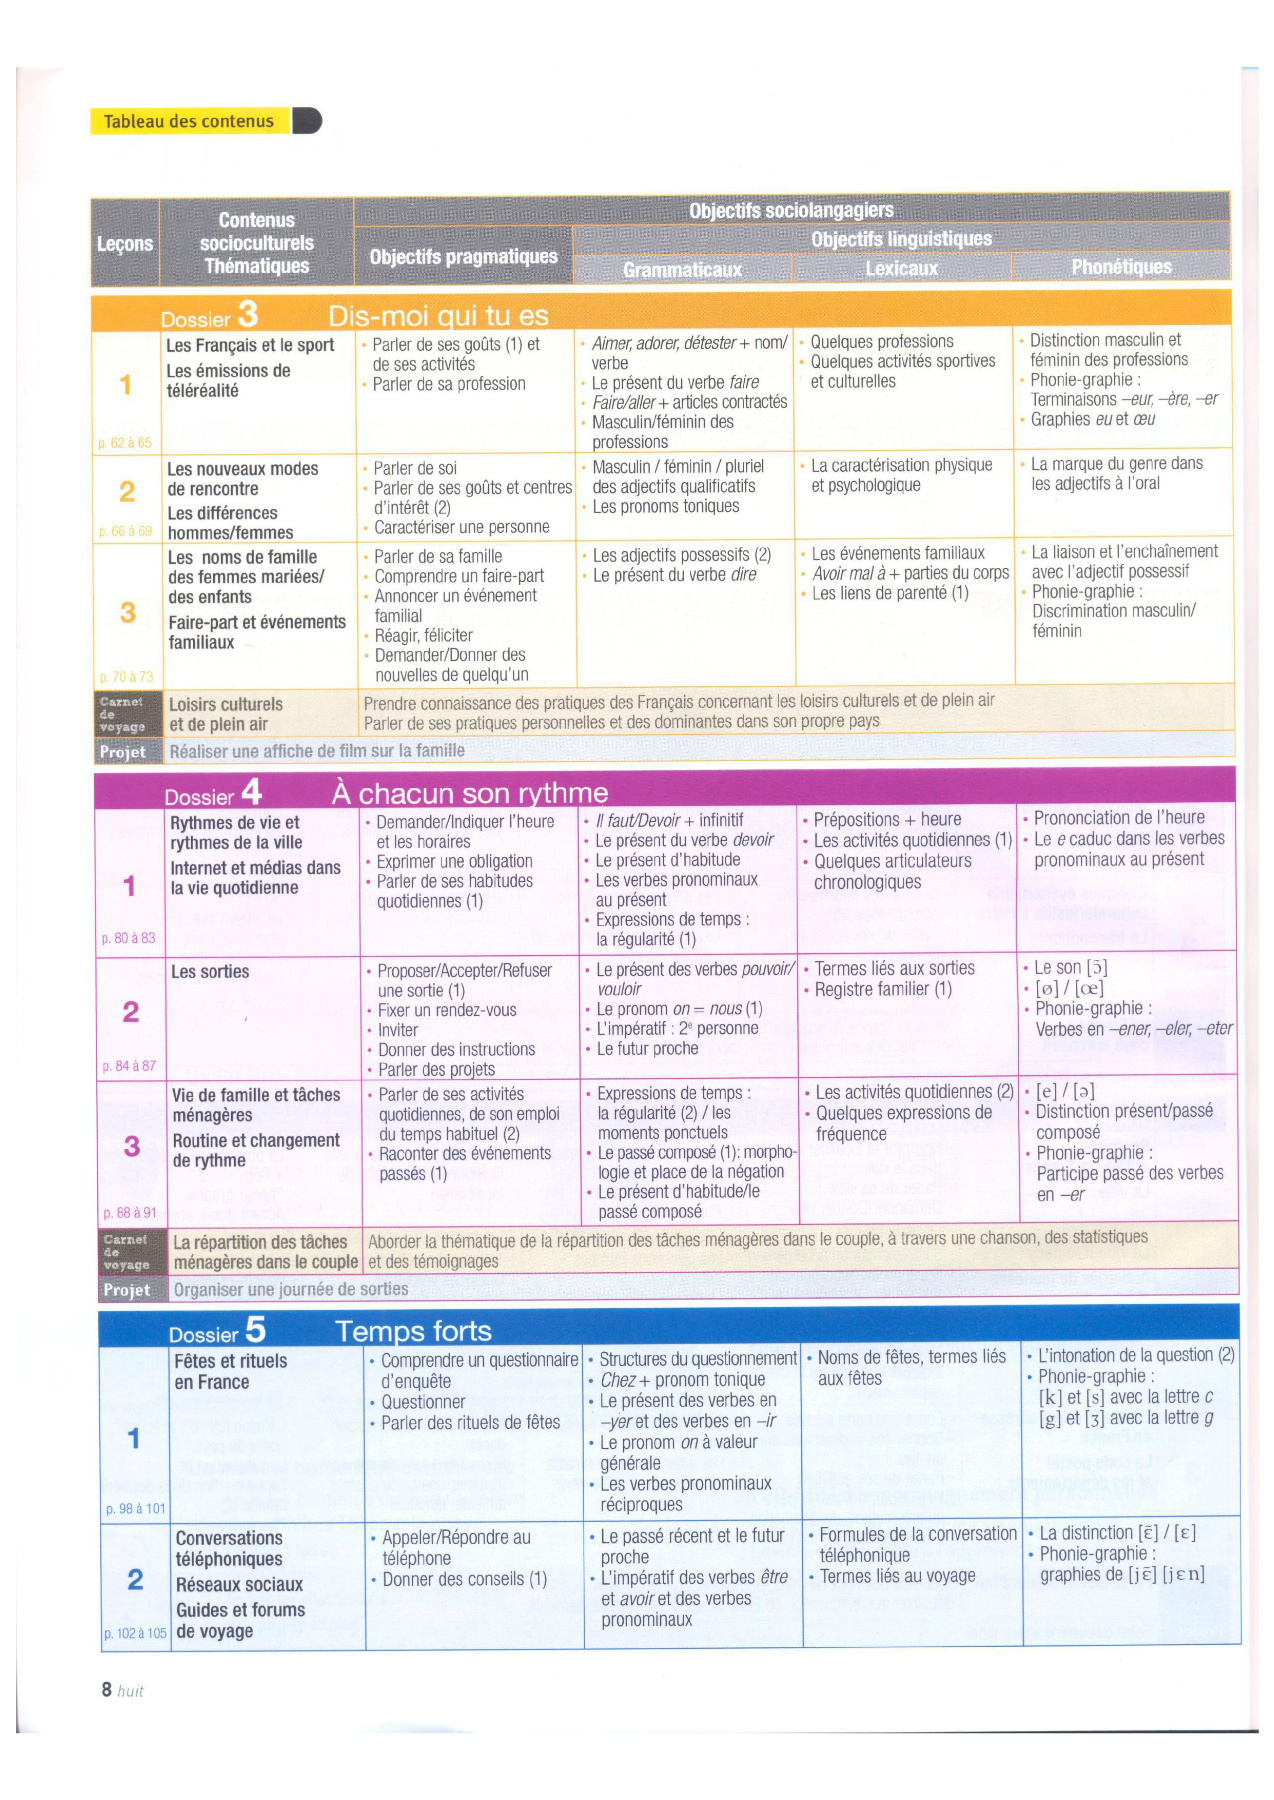 Tableau des contenus
Leçons
Contenus
socioculturels
Thématiques
Objectifs sociolangagiers
Objectifs pragmatiques
Objectifs linguistiques
Grammaticaux
Lexicaux
Phonétiques
Dossier 3 Dis-moi qui tu es
1
p. 62 à 65
Les Français et le sport
Les émissions de
téléréalité
• Parler de ses goûts (1) et
de ses activités
• Parler de sa profession
• Aimer, adorer, détester + nom/
verbe
• Le présent du verbe faire
• Faire/aller + articles contractés
• Masculin/féminin des
professions
• Quelques professions
• Quelques activités sportives
et culturelles
• Distinction masculin et
féminin des professions
• Phonie-graphie :
Terminaisons –eur, –ère, –er
• Graphies eu et œu
2
p. 66 à 69
Les nouveaux modes
de rencontre
Les différences
hommes/femmes
• Parler de soi
• Parler de ses goûts et centres
d'intérêt (2)
• Caractériser une personne
• Masculin / féminin / pluriel
des adjectifs qualificatifs
• Les pronoms toniques
• La caractérisation physique
et psychologique
• La marque du genre dans
les adjectifs à l'oral
3
p. 70 à 73
Les noms de famille
des femmes mariées/
des enfants
Faire-part et événements
familiaux
• Parler de sa famille
• Comprendre un faire-part
• Annoncer un événement
familial
• Réagir, féliciter
• Demander/Donner des
nouvelles de quelqu'un
• Les adjectifs possessifs (2)
• Le présent du verbe dire
• Les événements familiaux
• Avoir mal à + parties du corps
• Les liens de parenté (1)
• La liaison et l'enchaînement
avec l'adjectif possessif
• Phonie-graphie :
Discrimination masculin/
féminin
Carnet
de
voyage
Loisirs culturels
et de plein air
Prendre connaissance des pratiques des Français concernant les loisirs culturels et de plein air
Parler de ses pratiques personnelles et des dominantes dans son propre pays
Projet
Réaliser une affiche de film sur la famille
Dossier 4 À chacun son rythme
1
p. 80 à 83
Rythmes de vie et
rythmes de la ville
Internet et médias dans
la vie quotidienne
• Demander/Indiquer l'heure
et les horaires
• Exprimer une obligation
• Parler de ses habitudes
quotidiennes (1)
• Il faut/Devoir + infinitif
• Le présent du verbe devoir
• Le présent d'habitude
• Les verbes pronominaux
au présent
• Expressions de temps :
la régularité (1)
• Prépositions + heure
• Les activités quotidiennes (1)
• Quelques articulateurs
chronologiques
• Prononciation de l'heure
• Le e caduc dans les verbes
pronominaux au présent
2
p. 84 à 87
Les sorties
• Proposer/Accepter/Refuser
une sortie (1)
• Fixer un rendez-vous
• Inviter
• Donner des instructions
• Parler des projets
• Le présent des verbes pouvoir/
vouloir
• Le pronom on = nous (1)
• L'impératif : 2e personne
• Le futur proche
• Termes liés aux sorties
• Registre familier (1)
• Le son [ɔ̃]
• [ø] / [œ]
• Phonie-graphie :
Verbes en –ener, –eler, –eter
3
p. 88 à 91
Vie de famille et tâches
ménagères
Routine et changement
de rythme
• Parler de ses activités
quotidiennes, de son emploi
du temps habituel (2)
• Raconter des événements
passés (1)
• Expressions de temps :
la régularité (2) / les
moments ponctuels
• Le passé composé (1): morpho-
logie et place de la négation
• Le présent d'habitude/le
passé composé
• Les activités quotidiennes (2)
• Quelques expressions de
fréquence
• [e] / [ə]
• Distinction présent/passé
composé
• Phonie-graphie :
Participe passé des verbes
en –er
Carnet
de
voyage
La répartition des tâches
ménagères dans le couple
Aborder la thématique de la répartition des tâches ménagères dans le couple, à travers une chanson, des statistiques
et des témoignages
Projet
Organiser une journée de sorties
Dossier 5 Temps forts
1
p. 98 à 101
Fêtes et rituels
en France
• Comprendre un questionnaire
d'enquête
• Questionner
• Parler des rituels de fêtes
• Structures du questionnement
• Chez + pronom tonique
• Le présent des verbes en
–yer et des verbes en –ir
• Le pronom on à valeur
générale
• Les verbes pronominaux
réciproques
• Noms de fêtes, termes liés
aux fêtes
• L'intonation de la question (2)
• Phonie-graphie :
[k] et [s] avec la lettre c
[g] et [ʒ] avec la lettre g
2
p. 102 à 105
Conversations
téléphoniques
Réseaux sociaux
Guides et forums
de voyage
• Appeler/Répondre au
téléphone
• Donner des conseils (1)
• Le passé récent et le futur
proche
• L'impératif des verbes être
et avoir et des verbes
pronominaux
• Formules de la conversation
téléphonique
• Termes liés au voyage
• La distinction [ɛ̃] / [ɛ]
• Phonie-graphie :
graphies de [jɛ̃] [jɛn]
8 huit